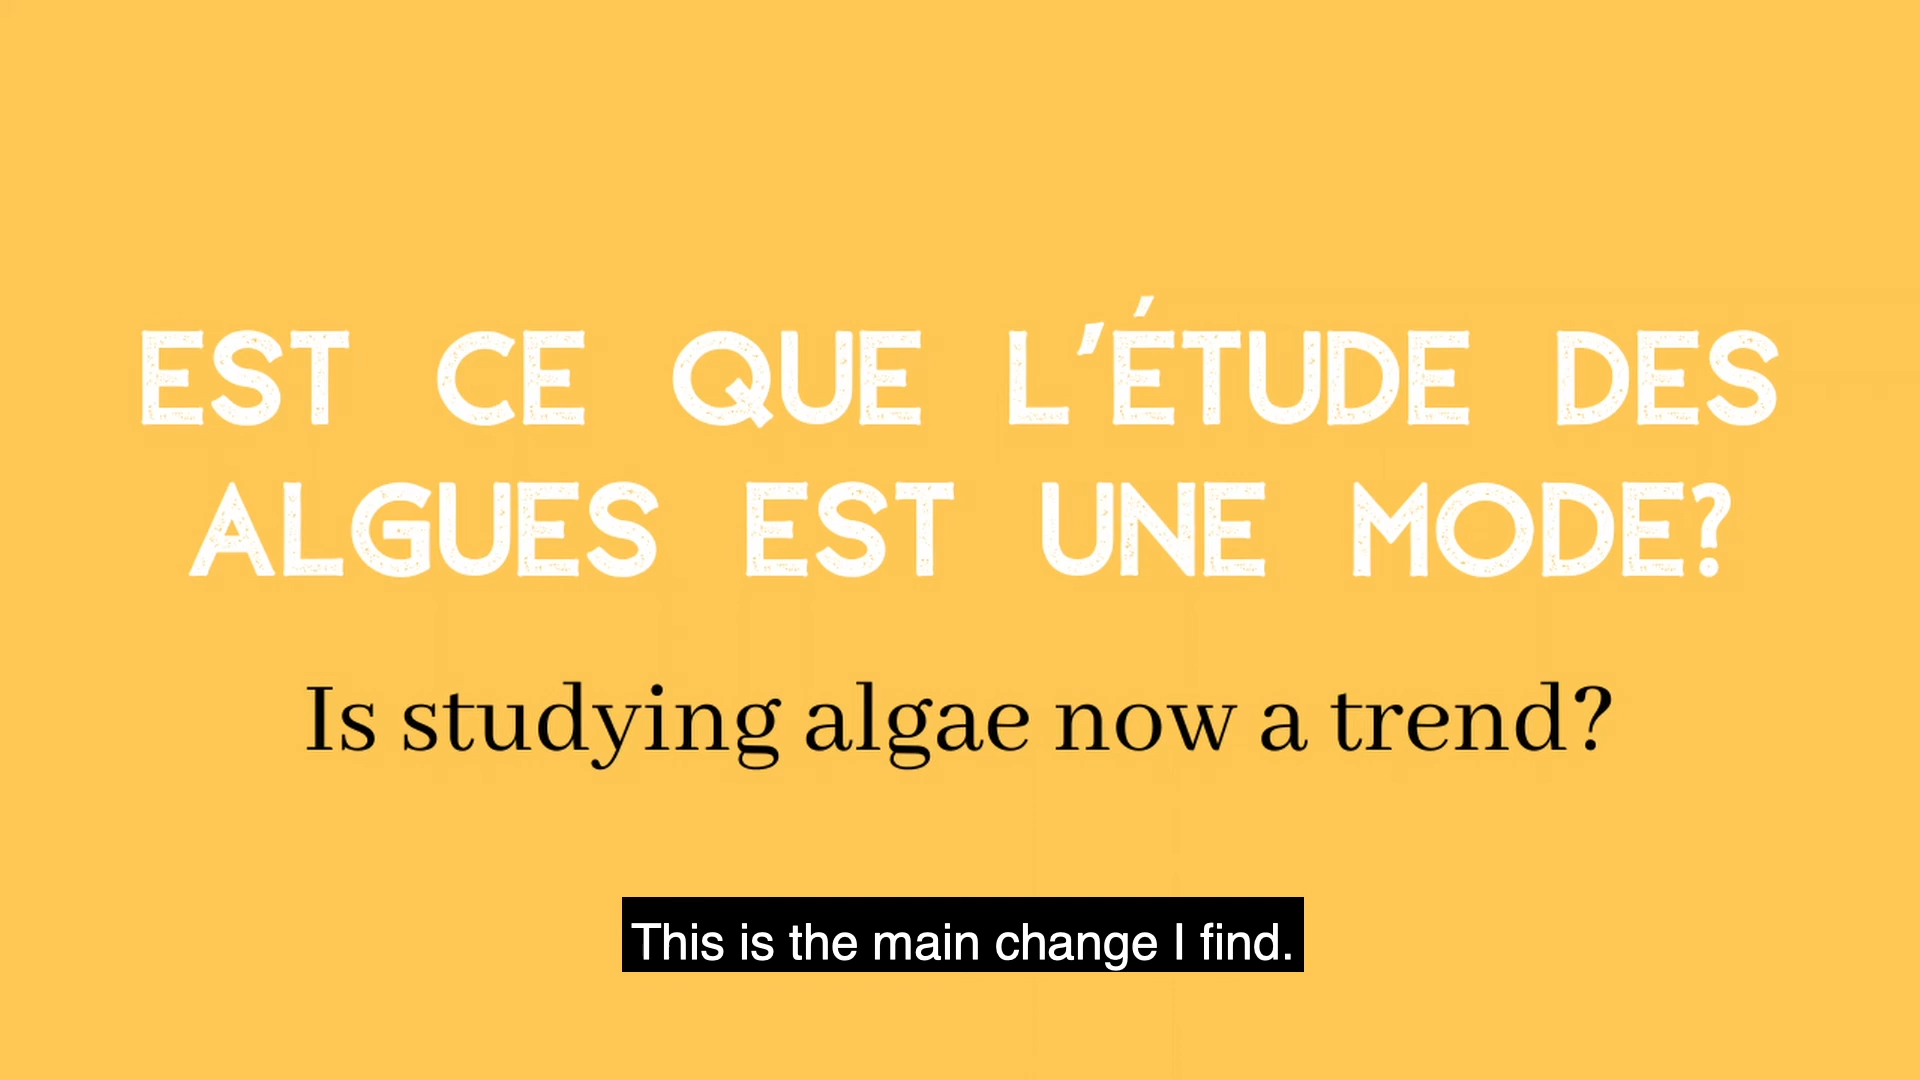 EST CE QUE L'ÉTUDE DES
ALGUES EST UNE MODE?
Is studying algae now a trend?
This is the main change I find.